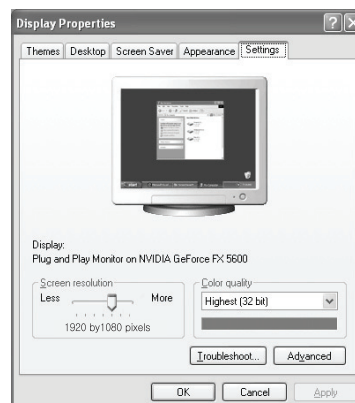 Display Properties
Themes Desktop Screen Saver Appearance Settings
Display:
Plug and Play Monitor on NVIDIA GeForce FX 5600
Screen resolution
Less More
1920 by1080 pixels
Color quality
Highest (32 bit)
Troubleshoot... Advanced
OK Cancel Apply